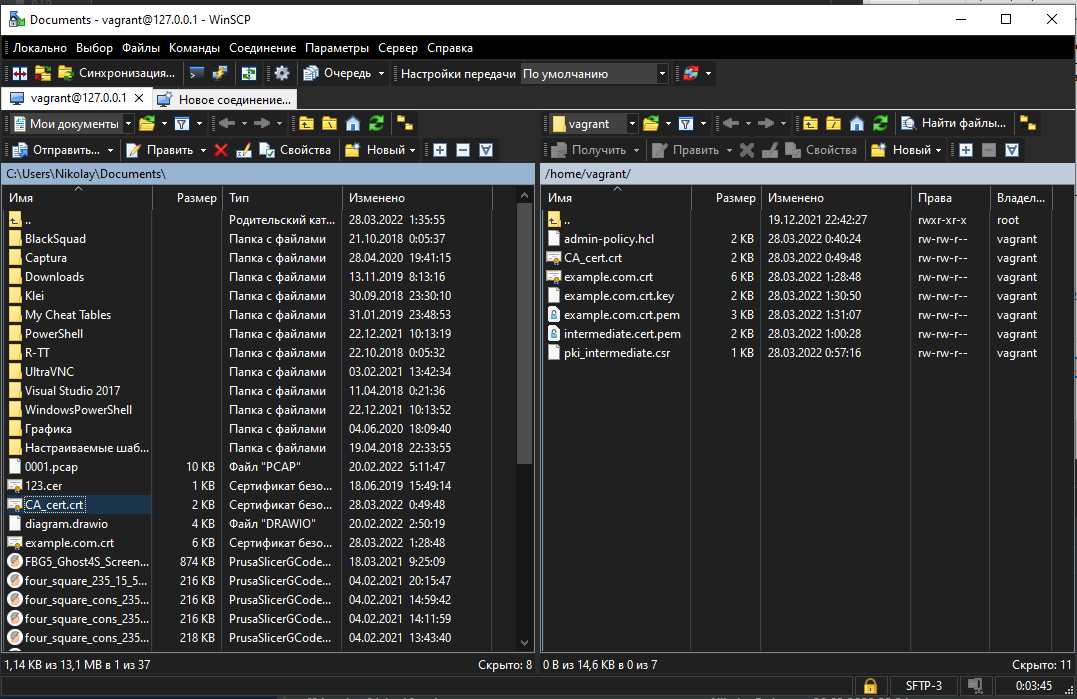 Documents - vagrant@127.0.0.1 - WinSCP
Локально Выбор Файлы Команды Соединение Параметры Сервер Справка
Синхронизация... Очередь Настройки передачи По умолчанию
vagrant@127.0.0.1 Новое соединение...
Мои документы
Отправить... Править Свойства Новый
C:\Users\Nikolay\Documents\
Имя Размер Тип Изменено
.. Родительский кат... 28.03.2022 1:35:55
BlackSquad Папка с файлами 21.10.2018 0:05:37
Captura Папка с файлами 28.04.2020 19:41:15
Downloads Папка с файлами 13.11.2019 8:13:16
Klei Папка с файлами 30.09.2018 23:30:10
My Cheat Tables Папка с файлами 31.01.2019 23:48:53
PowerShell Папка с файлами 22.12.2021 10:13:19
R-TT Папка с файлами 22.10.2018 0:05:32
UltraVNC Папка с файлами 03.02.2021 13:42:34
Visual Studio 2017 Папка с файлами 11.04.2018 0:21:36
WindowsPowerShell Папка с файлами 22.12.2021 10:13:52
Графика Папка с файлами 04.06.2020 18:09:40
Настраиваемые шаб... Папка с файлами 19.04.2018 22:33:55
0001.pcap 10 KB Файл "PCAP" 20.02.2022 5:11:47
123.cer 1 KB Сертификат безо... 18.06.2019 15:49:14
CA_cert.crt 2 KB Сертификат безо... 28.03.2022 0:49:48
diagram.drawio 4 KB Файл "DRAWIO" 20.02.2022 2:50:19
example.com.crt 6 KB Сертификат безо... 28.03.2022 1:28:48
FBG5_Ghost4S_Screen... 874 KB PrusaSlicerGCode... 18.03.2021 9:25:09
four_square_235_15_5... 216 KB PrusaSlicerGCode... 04.02.2021 20:15:47
four_square_cons_235... 216 KB PrusaSlicerGCode... 04.02.2021 14:59:42
four_square_cons_235... 216 KB PrusaSlicerGCode... 04.02.2021 14:11:59
four_square_cons_235... 218 KB PrusaSlicerGCode... 04.02.2021 13:43:40
1,14 KB из 13,1 MB в 1 из 37 Скрыто: 8
vagrant Найти файлы...
Получить Править Свойства Новый
/home/vagrant/
Имя Размер Изменено Права Владел...
.. 19.12.2021 22:42:27 rwxr-xr-x root
admin-policy.hcl 2 KB 28.03.2022 0:40:24 rw-rw-r-- vagrant
CA_cert.crt 2 KB 28.03.2022 0:49:48 rw-rw-r-- vagrant
example.com.crt 6 KB 28.03.2022 1:28:48 rw-rw-r-- vagrant
example.com.crt.key 2 KB 28.03.2022 1:30:50 rw-rw-r-- vagrant
example.com.crt.pem 3 KB 28.03.2022 1:31:07 rw-rw-r-- vagrant
intermediate.cert.pem 2 KB 28.03.2022 1:00:28 rw-rw-r-- vagrant
pki_intermediate.csr 1 KB 28.03.2022 0:57:16 rw-rw-r-- vagrant
0 B из 14,6 KB в 0 из 7 Скрыто: 11
SFTP-3 0:03:45